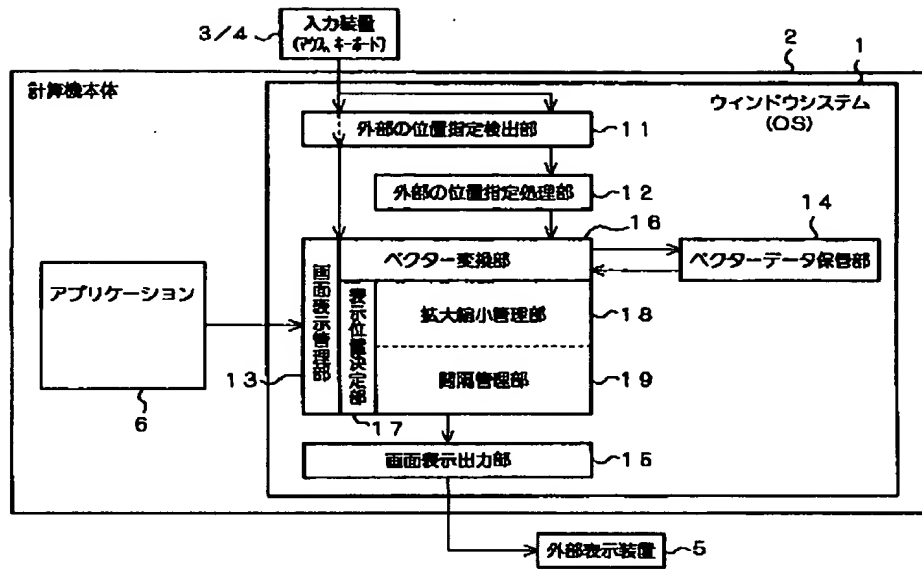 入力装置
(マウス、キーボード)
3/4
2
1
計算機本体
ウィンドウシステム
(OS)
外部の位置指定検出部
11
外部の位置指定処理部
12
16
14
ベクター変換部
ベクターデータ保管部
アプリケーション
6
画面表示管理部
13
表示位置決定部
17
拡大縮小管理部
18
間隔管理部
19
画面表示出力部
15
外部表示装置
5